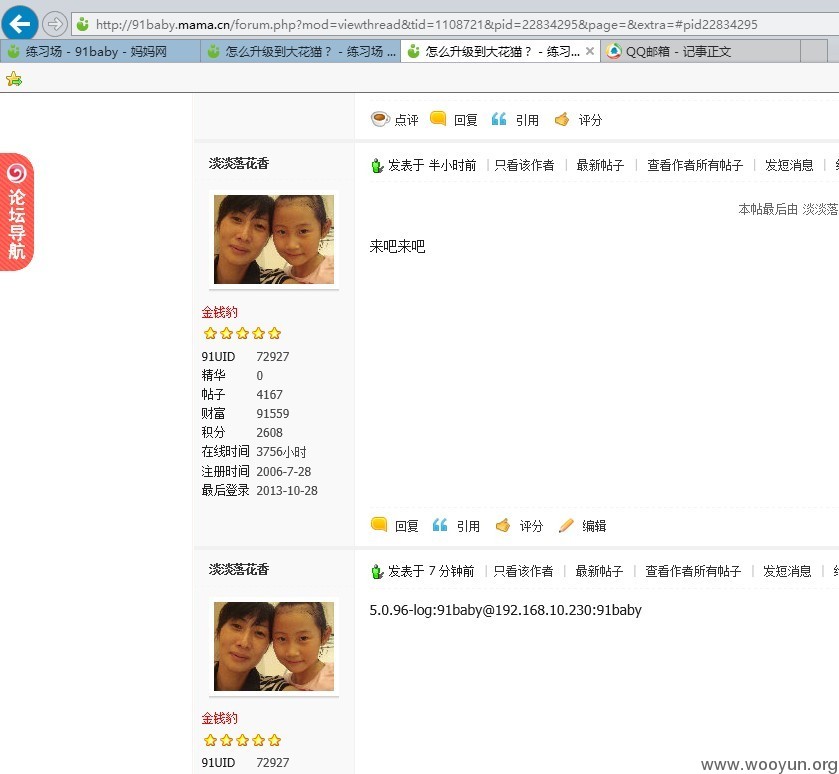 http://91baby.mama.cn/forum.php?mod=viewthread&tid=1108721&pid=22834295&page=&extra=#pid22834295
练习场 - 91baby - 妈妈网 怎么升级到大花猫？ - 练习场 ... 怎么升级到大花猫？ - 练习... QQ邮箱 - 记事正文
点评 回复 引用 评分
论坛导航
淡淡落花香 发表于 半小时前 | 只看该作者 | 最新帖子 | 查看作者所有帖子 | 发短消息 |
本帖最后由 淡淡落
来吧来吧
金钱豹
91UID 72927
精华 0
帖子 4167
财富 91559
积分 2608
在线时间 3756小时
注册时间 2006-7-28
最后登录 2013-10-28
回复 引用 评分 编辑
淡淡落花香 发表于 7 分钟前 | 只看该作者 | 最新帖子 | 查看作者所有帖子 | 发短消息 |
5.0.96-log:91baby@192.168.10.230:91baby
金钱豹
91UID 72927
www.wooyun.org